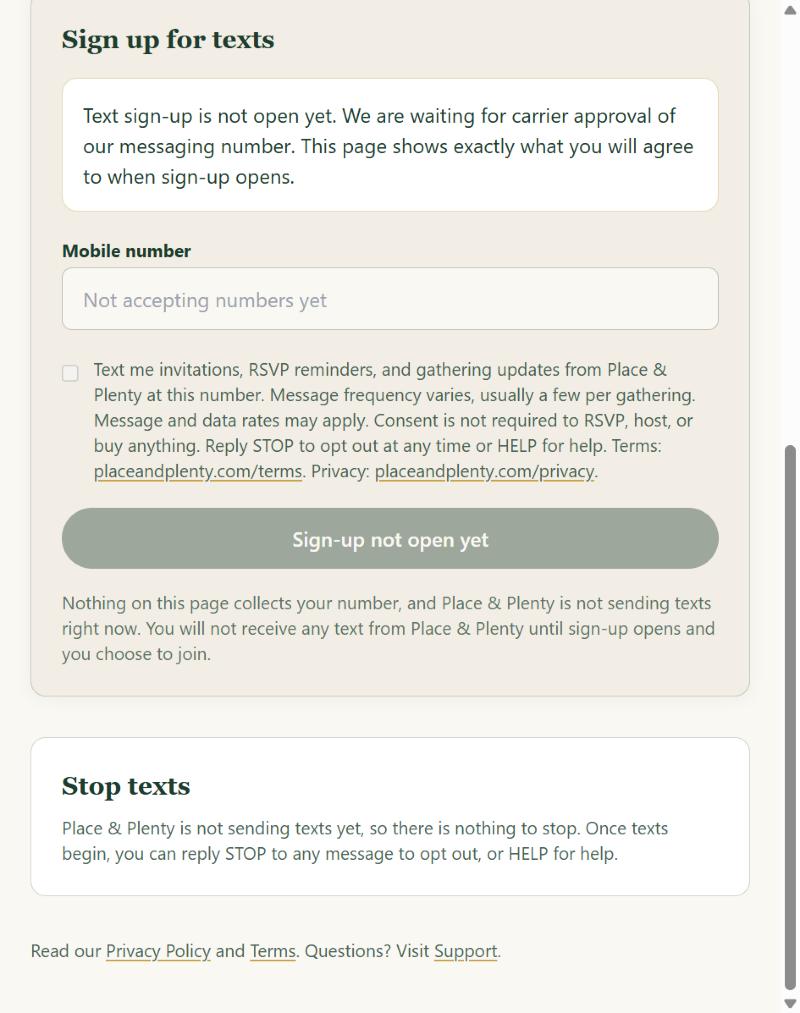 Sign up for texts
Text sign-up is not open yet. We are waiting for carrier approval of
our messaging number. This page shows exactly what you will agree
to when sign-up opens.
Mobile number
Not accepting numbers yet
Text me invitations, RSVP reminders, and gathering updates from Place &
Plenty at this number. Message frequency varies, usually a few per gathering.
Message and data rates may apply. Consent is not required to RSVP, host, or
buy anything. Reply STOP to opt out at any time or HELP for help. Terms:
placeandplenty.com/terms. Privacy: placeandplenty.com/privacy.
Sign-up not open yet
Nothing on this page collects your number, and Place & Plenty is not sending texts
right now. You will not receive any text from Place & Plenty until sign-up opens and
you choose to join.
Stop texts
Place & Plenty is not sending texts yet, so there is nothing to stop. Once texts
begin, you can reply STOP to any message to opt out, or HELP for help.
Read our Privacy Policy and Terms. Questions? Visit Support.